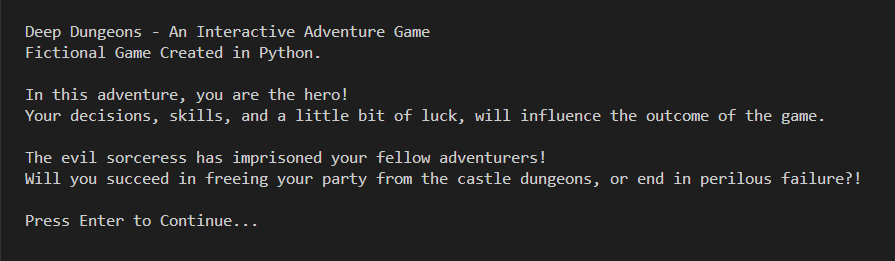 Deep Dungeons - An Interactive Adventure Game
Fictional Game Created in Python.
In this adventure, you are the hero!
Your decisions, skills, and a little bit of luck, will influence the outcome of the game.
The evil sorceress has imprisoned your fellow adventurers!
Will you succeed in freeing your party from the castle dungeons, or end in perilous failure?!
Press Enter to Continue...